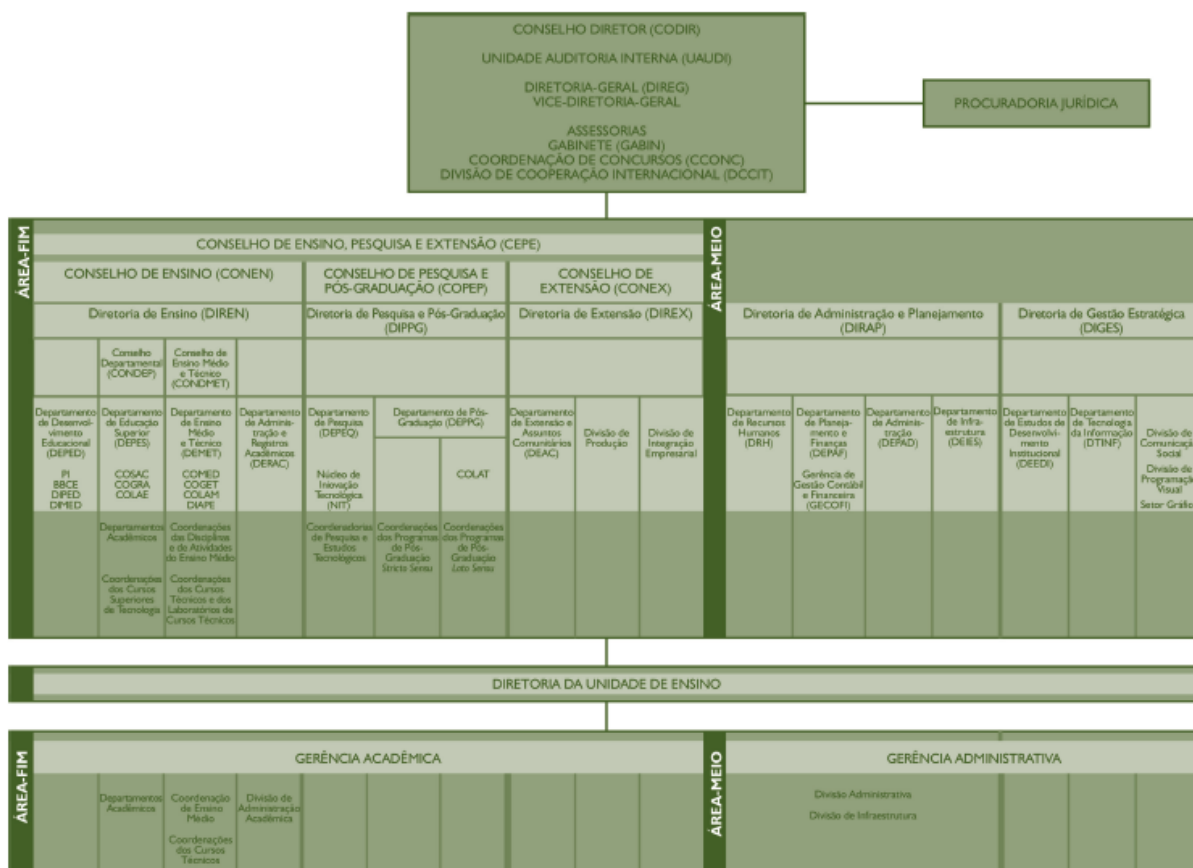 CONSELHO DIRETOR (CODIR)
UNIDADE AUDITORIA INTERNA (UAUDI)
DIRETORIA-GERAL (DIREG)
VICE-DIRETORIA-GERAL
ASSESSORIAS
GABINETE (GABIN)
COORDENAÇÃO DE CONCURSOS (CCONC)
DIVISÃO DE COOPERAÇÃO INTERNACIONAL (DCCIT)
PROCURADORIA JURÍDICA
ÁREA-FIM
CONSELHO DE ENSINO, PESQUISA E EXTENSÃO (CEPE)
CONSELHO DE ENSINO (CONEN)
CONSELHO DE PESQUISA E
PÓS-GRADUAÇÃO (COPEP)
CONSELHO DE
EXTENSÃO (CONEX)
Diretoria de Ensino (DIREN)
Diretoria de Pesquisa e Pós-Graduação
(DIPPG)
Diretoria de Extensão (DIREX)
Conselho
Departamental
(CONDEP)
Conselho de
Ensino Médio
e Técnico
(CONDMET)
Departamento
de Desenvol-
vimento
Educacional
(DEPED)
PI
BBCE
DIPED
DIMED
Departamento
de Educação
Superior
(DEPES)
COSAC
COGRA
COLAE
Departamento
de Ensino
Médio
e Técnico
(DEMET)
COMED
COGET
COLAM
DIAPE
Departamento
de Adminis-
tração e
Registros
Acadêmicos
(DERAC)
Departamento
de Pesquisa
(DEPEQ)
Núcleo de
Inovação
Tecnológica
(NIT)
Departamento de Pós-
Graduação (DEPPG)
COLAT
Departamento
de Extensão e
Assuntos
Comunitários
(DEAC)
Divisão de
Produção
Divisão de
Integração
Empresarial
Departamentos
Acadêmicos
Coordenações
dos Cursos
Superiores
de Tecnologia
Coordenações
das Disciplinas
e de Atividades
do Ensino Médio
Coordenações
dos Cursos
Técnicos e dos
Laboratórios de
Cursos Técnicos
Coordenadorias
de Pesquisa e
Estudos
Tecnológicos
Coordenações
dos Programas
de Pós-
Graduação
Stricto Sensu
Coordenações
dos Programas
de Pós-
Graduação
Lato Sensu
ÁREA-MEIO
Diretoria de Administração e Planejamento
(DIRAP)
Diretoria de Gestão Estratégica
(DIGES)
Departamento
de Recursos
Humanos
(DRH)
Departamento
de Planeja-
mento e
Finanças
(DEPAF)
Gerência de
Gestão Contábil
e Financeira
(GECOFI)
Departamento
de Adminis-
tração
(DEPAD)
Departamento
de Infra-
estrutura
(DEIES)
Departamento
de Estudos de
Desenvolvi-
mento
Institucional
(DEEDI)
Departamento
de Tecnologia
da Informação
(DTINF)
Divisão de
Comunicação
Social
Divisão de
Programação
Visual
Setor Gráfico
DIRETORIA DA UNIDADE DE ENSINO
ÁREA-FIM
GERÊNCIA ACADÊMICA
Departamentos
Acadêmicos
Coordenação
de Ensino
Médio
Coordenações
dos Cursos
Técnicos
Divisão de
Administração
Acadêmica
ÁREA-MEIO
GERÊNCIA ADMINISTRATIVA
Divisão Administrativa
Divisão de Infraestrutura